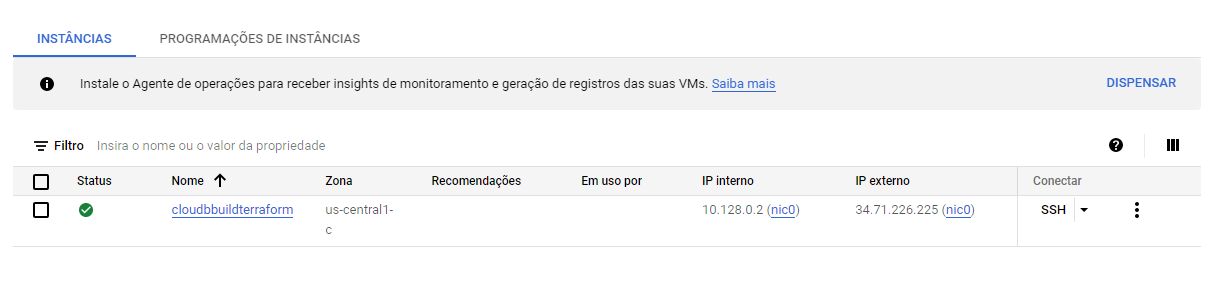 INSTÂNCIAS PROGRAMAÇÕES DE INSTÂNCIAS
Instale o Agente de operações para receber insights de monitoramento e geração de registros das suas VMs. Saiba mais DISPENSAR
Filtro Insira o nome ou o valor da propriedade
Status Nome Zona Recomendações Em uso por IP interno IP externo Conectar
cloudbbuildterraform us-central1- 10.128.0.2 (nic0) 34.71.226.225 (nic0) SSH
c